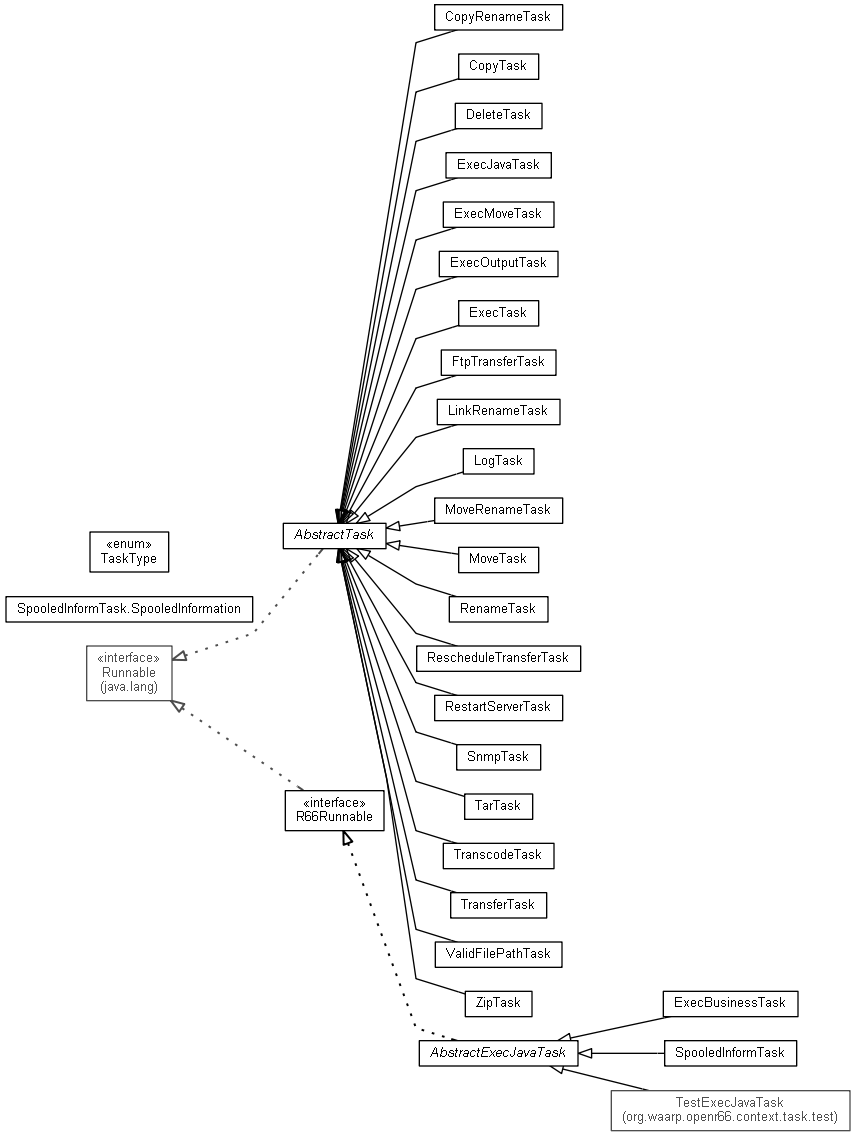 CopyRenameTask
CopyTask
DeleteTask
ExecJavaTask
ExecMoveTask
ExecOutputTask
ExecTask
FtpTransferTask
LinkRenameTask
LogTask
MoveRenameTask
AbstractTask
«enum»
TaskType
MoveTask
SpooledInformTask.SpooledInformation
RenameTask
«interface»
Runnable
(java.lang)
RescheduleTransferTask
RestartServerTask
SnmpTask
«interface»
R66Runnable
TarTask
TranscodeTask
TransferTask
ValidFilePathTask
ZipTask
ExecBusinessTask
AbstractExecJavaTask
SpooledInformTask
TestExecJavaTask
(org.waarp.openr66.context.task.test)